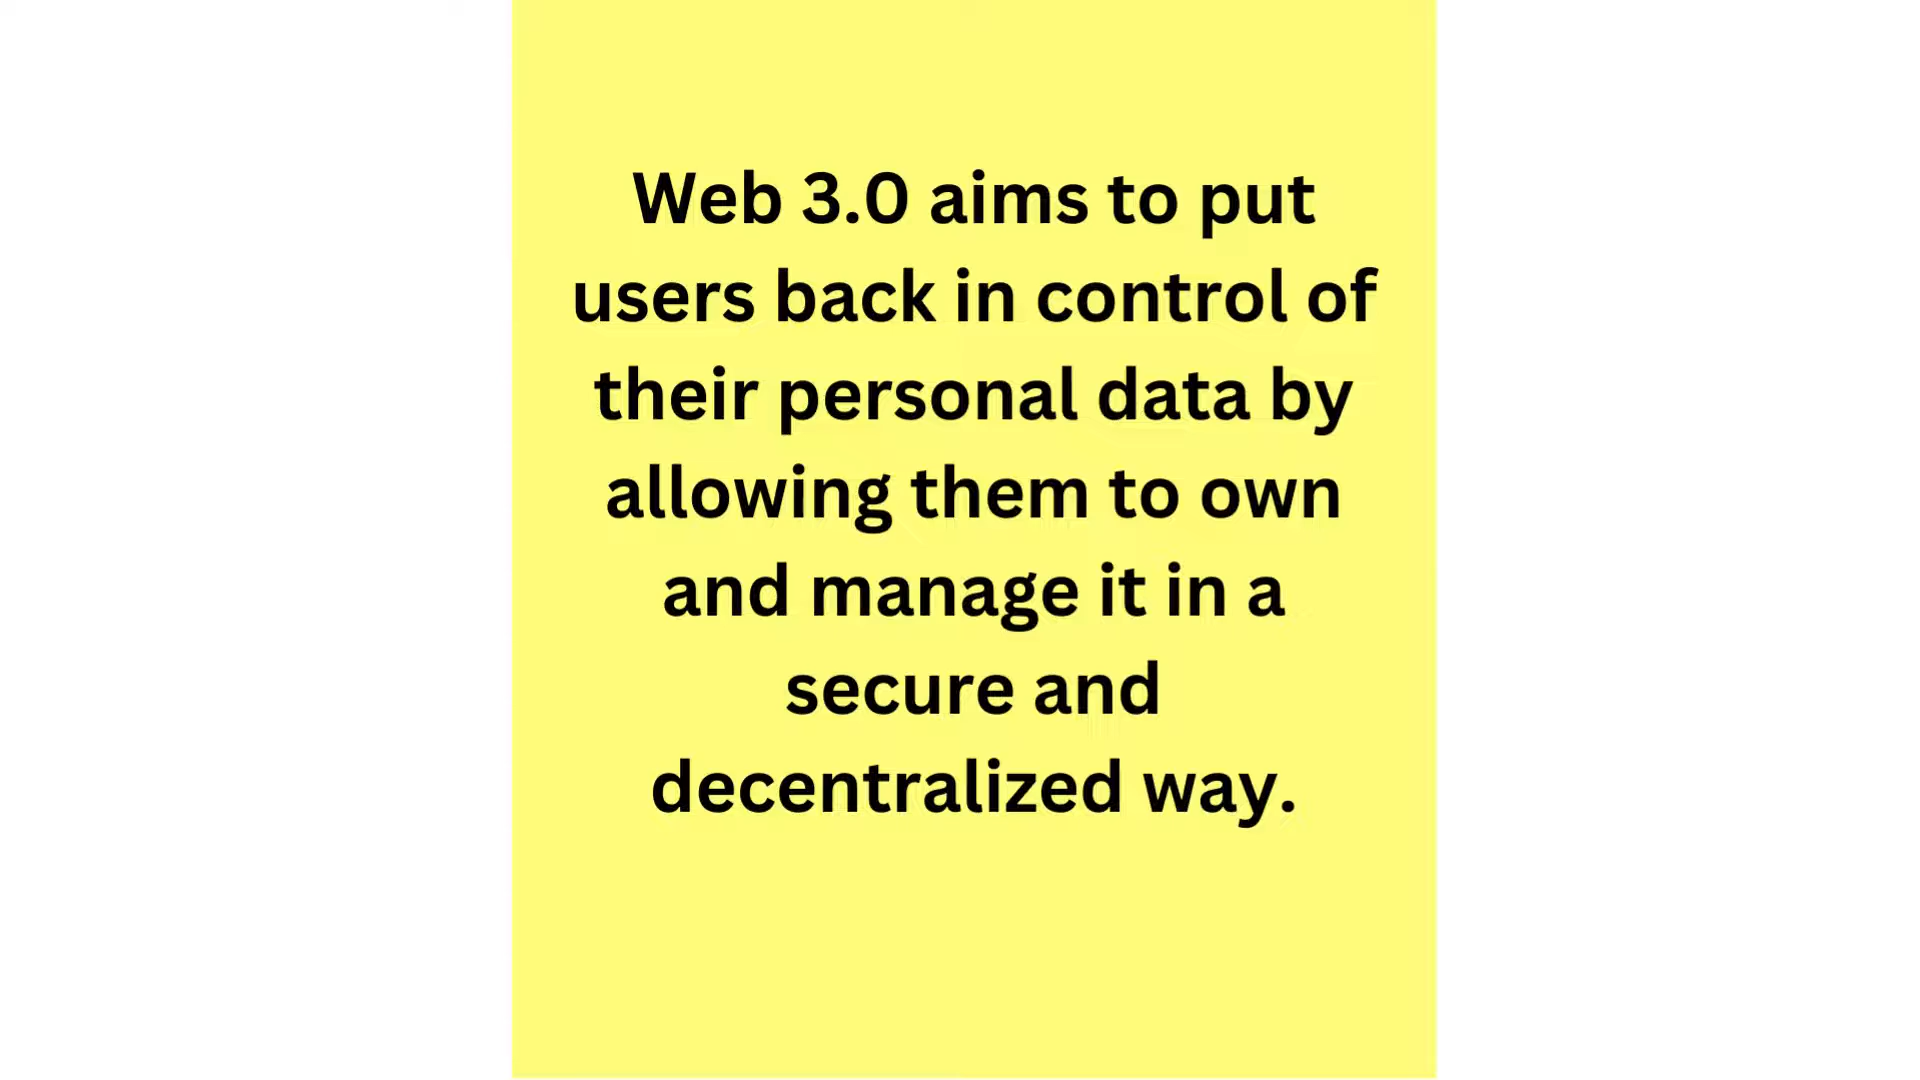 Web 3.0 aims to put
users back in control of
their personal data by
allowing them to own
and manage it in a
secure and
decentralized way.